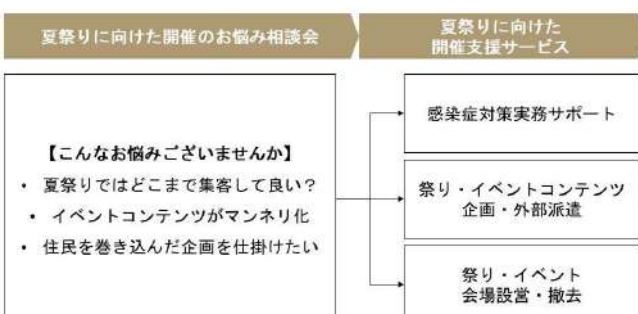 夏祭りに向けた開催のお悩み相談会
夏祭りに向けた
開催支援サービス
【こんなお悩みございませんか】
• 夏祭りではどこまで集客して良い？
• イベントコンテンツがマンネリ化
• 住民を巻き込んだ企画を仕掛けたい
感染症対策実務サポート
祭り・イベントコンテンツ
企画・外部派遣
祭り・イベント
会場設営・撤去